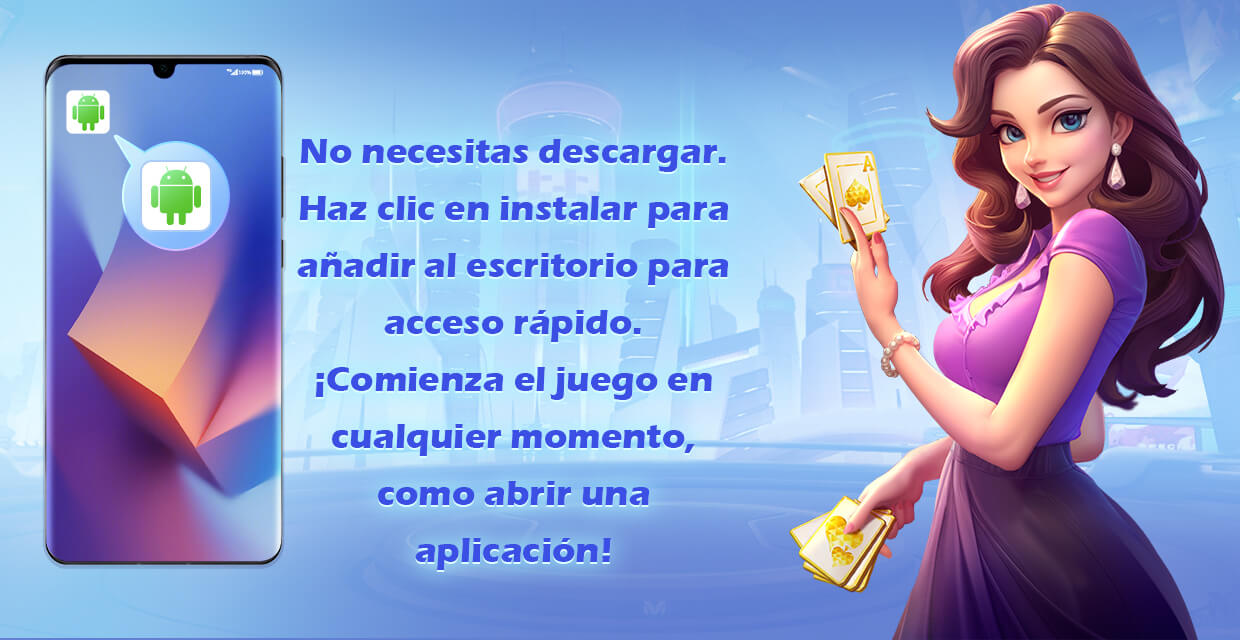 100%
No necesitas descargar.
Haz clic en instalar para
añadir al escritorio para
acceso rápido.
¡Comienza el juego en
cualquier momento,
como abrir una
aplicación!
A